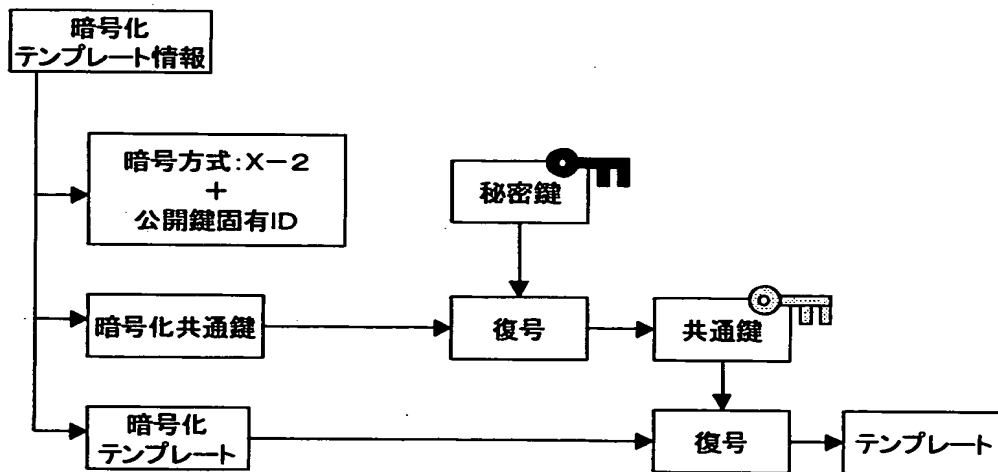 暗号化
テンプレート情報
暗号方式:X-2
+
公開鍵固有ID
秘密鍵
暗号化共通鍵
復号
共通鍵
暗号化
テンプレート
復号
テンプレート